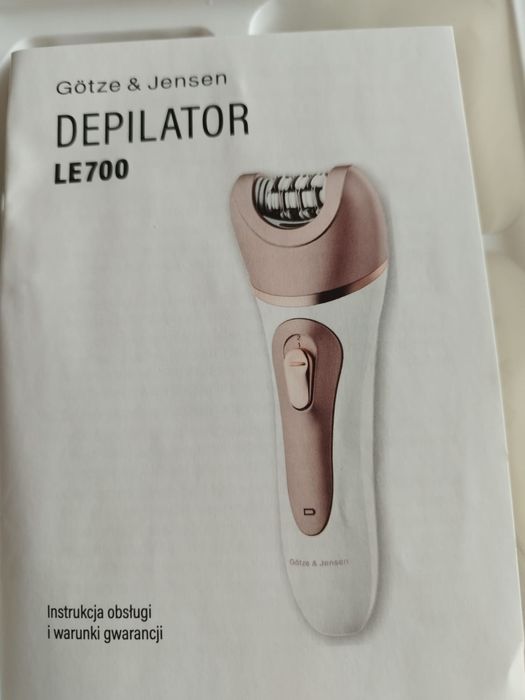 Götze & Jensen
DEPILATOR
LE700
Götze & Jensen
Instrukcja obsługi
i warunki gwarancji